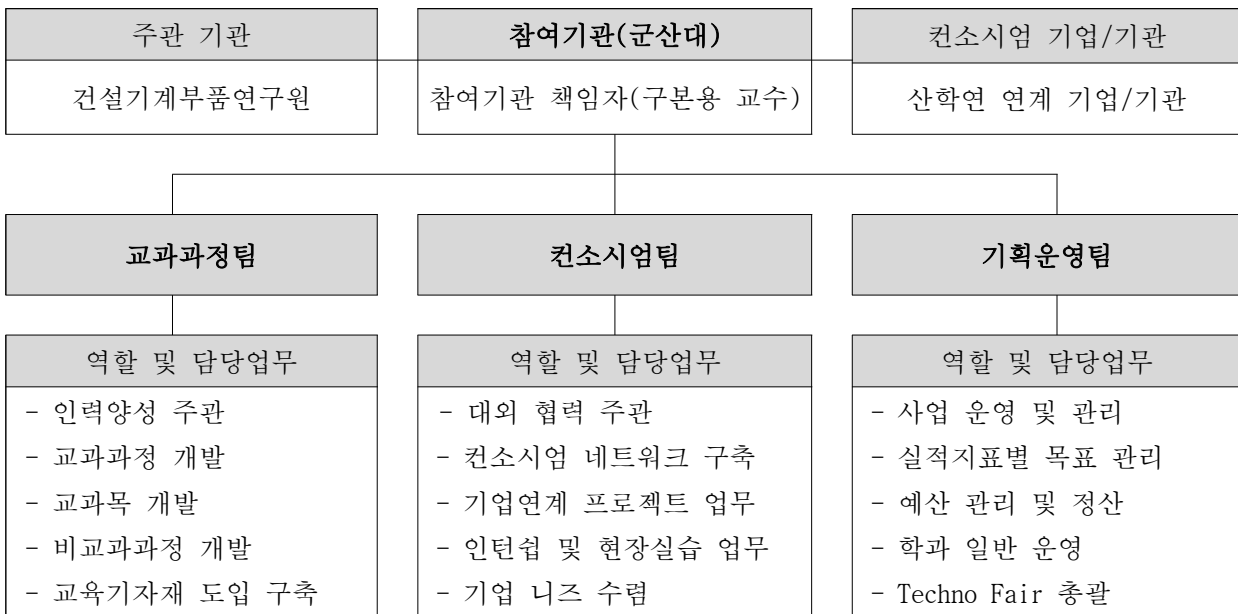 주관 기관
건설기계부품연구원
참여기관(군산대)
참여기관 책임자(구본용 교수)
컨소시엄 기업/기관
산학연 연계 기업/기관
교과과정팀
역할 및 담당업무
- 인력양성 주관
- 교과과정 개발
- 교과목 개발
- 비교과과정 개발
- 교육기자재 도입 구축
컨소시엄팀
역할 및 담당업무
- 대외 협력 주관
- 컨소시엄 네트워크 구축
- 기업연계 프로젝트 업무
- 인턴쉽 및 현장실습 업무
- 기업 니즈 수렴
기획운영팀
역할 및 담당업무
- 사업 운영 및 관리
- 실적지표별 목표 관리
- 예산 관리 및 정산
- 학과 일반 운영
- Techno Fair 총괄